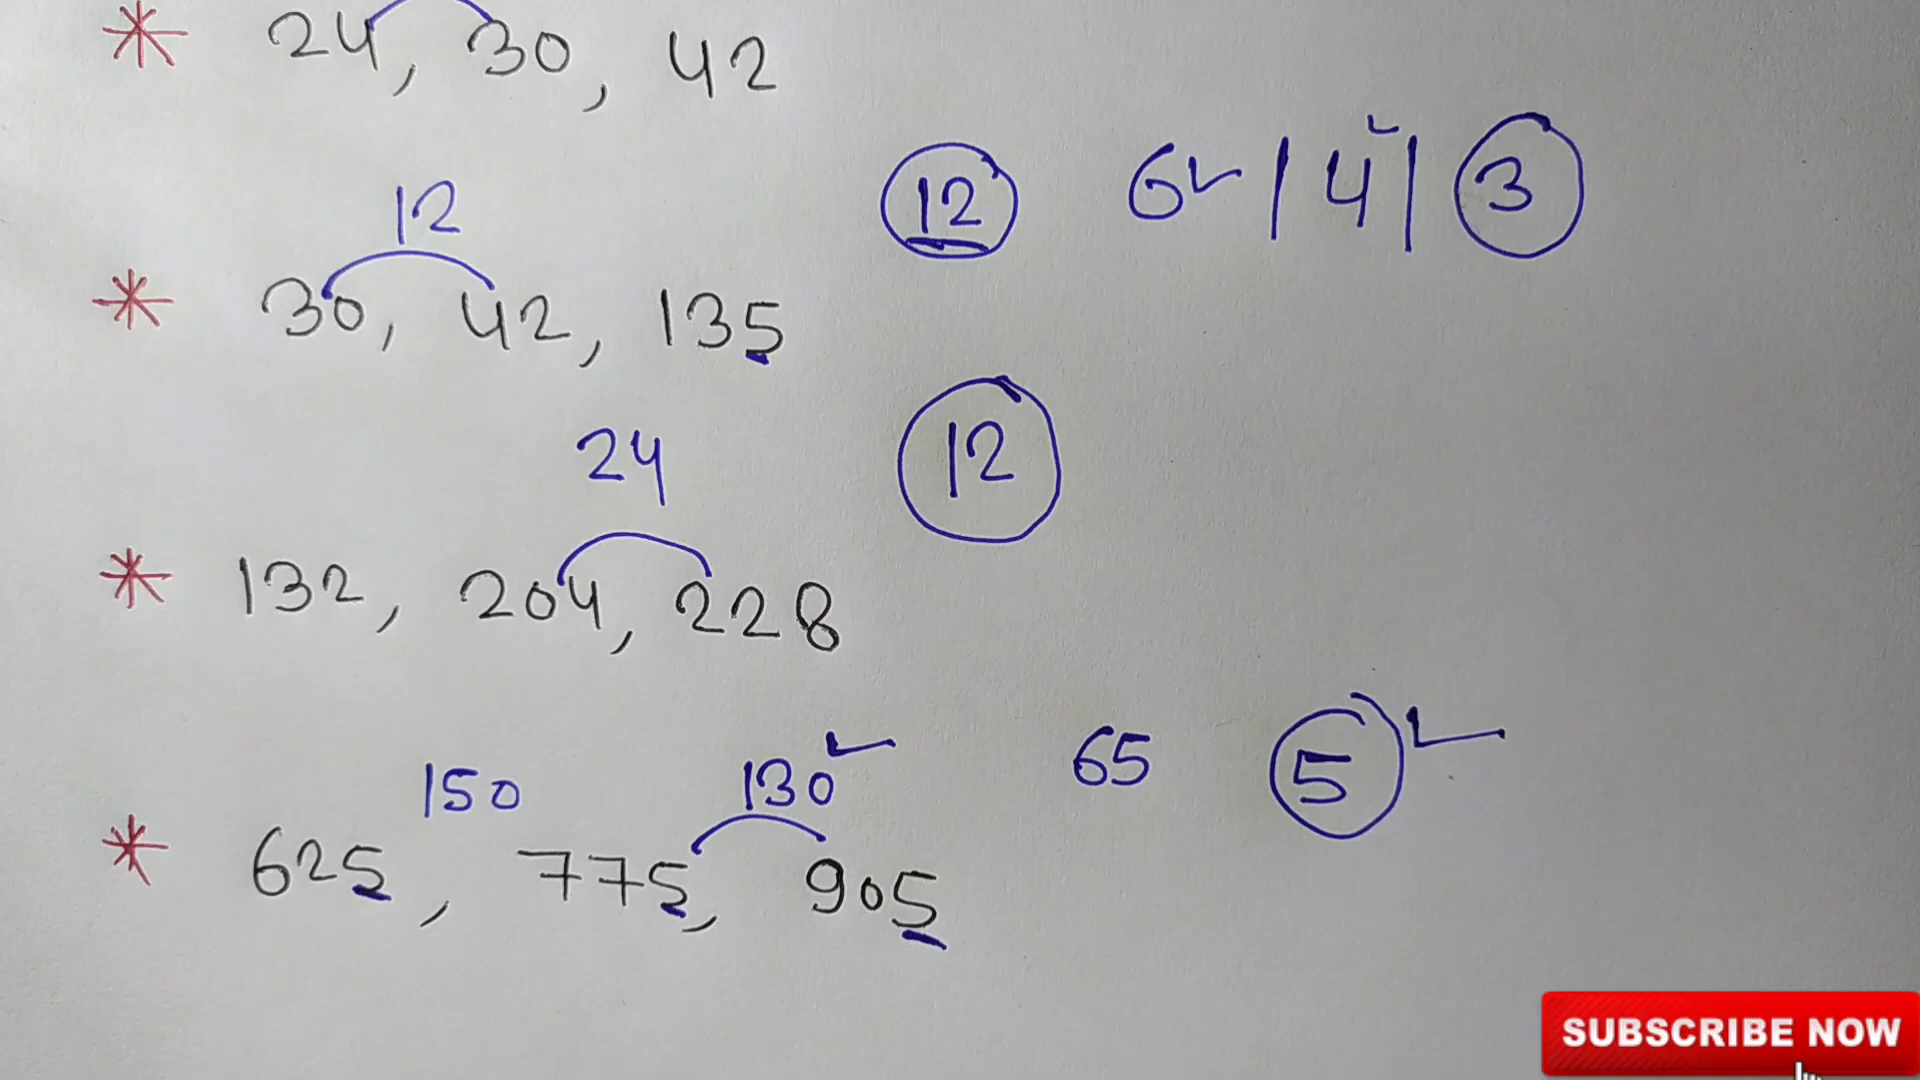 * 24, 30, 42
12
12 6 | 4 | 3
* 30, 42, 135
24
12
* 132, 204, 228
150 130 65 5
* 625, 775, 905
SUBSCRIBE NOW